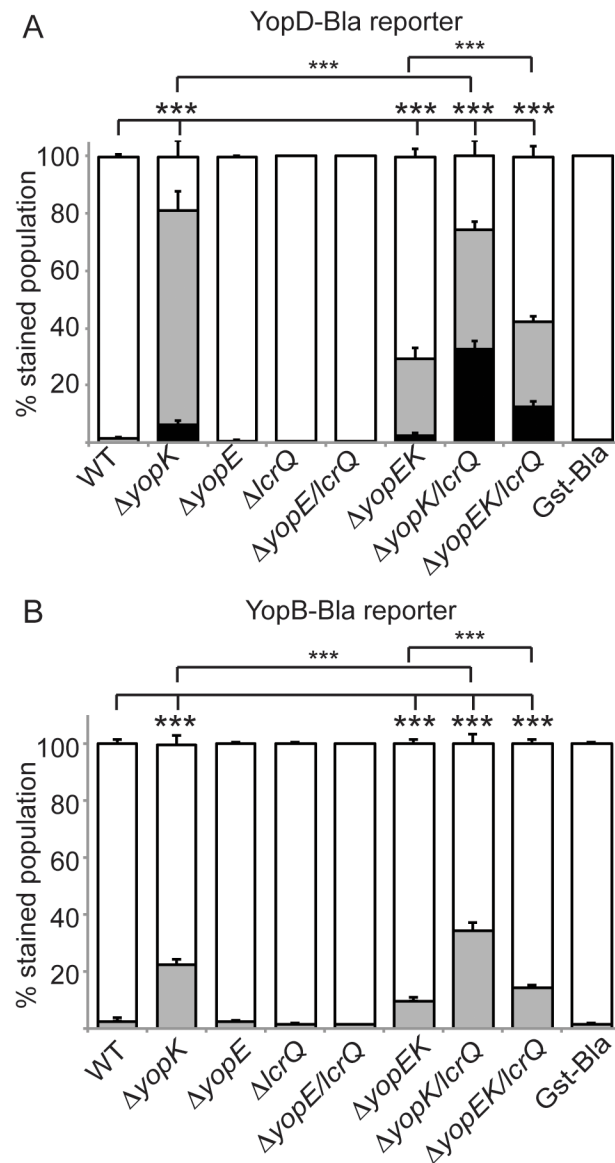 A
YopD-Bla reporter
***
***
*** *** *** ***
100
80
60
40
20
% stained population
WT
ΔyopK
ΔyopE
ΔlcrQ
ΔyopE/lcrQ
ΔyopEK
ΔyopK/lcrQ
ΔyopEK/lcrQ
Gst-Bla
B
YopB-Bla reporter
***
***
*** *** *** ***
100
80
60
40
20
% stained population
WT
ΔyopK
ΔyopE
ΔlcrQ
ΔyopE/lcrQ
ΔyopEK
ΔyopK/lcrQ
ΔyopEK/lcrQ
Gst-Bla